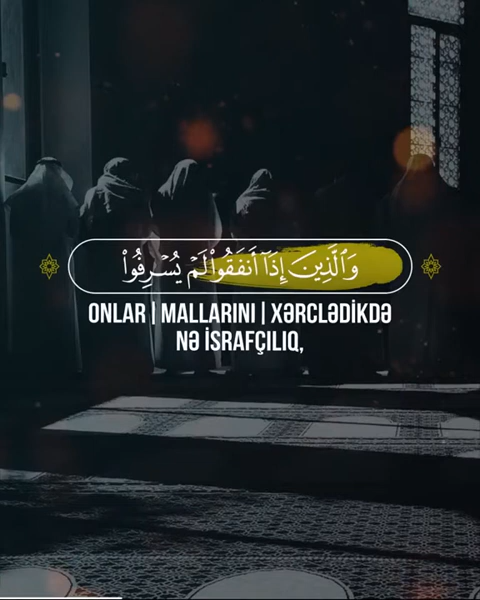 وَٱلَّذِينَ إِذَآ أَنفَقُوا۟ لَمْ يُسْرِفُوا۟
ONLAR | MALLARINI | XƏRCLƏDİKDƏ
NƏ İSRAFÇILIQ,